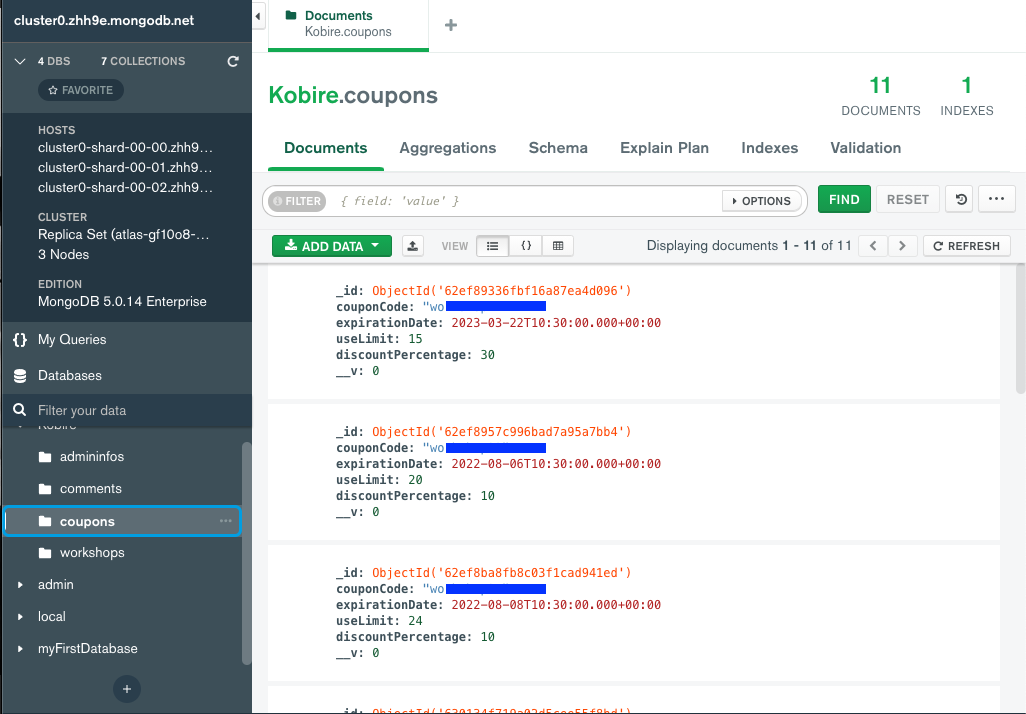 cluster0.zhh9e.mongodb.net
4 DBS 7 COLLECTIONS
FAVORITE
HOSTS
cluster0-shard-00-00.zhh9...
cluster0-shard-00-01.zhh9...
cluster0-shard-00-02.zhh9...
CLUSTER
Replica Set (atlas-gf10o8-...
3 Nodes
EDITION
MongoDB 5.0.14 Enterprise
{} My Queries
Databases
Filter your data
Kobire
admininfos
comments
coupons ...
workshops
admin
local
myFirstDatabase
+
Documents
Kobire.coupons
+
Kobire.coupons
11
DOCUMENTS
1
INDEXES
Documents Aggregations Schema Explain Plan Indexes Validation
FILTER { field: 'value' } OPTIONS FIND RESET ...
ADD DATA VIEW {} Displaying documents 1 - 11 of 11 < > REFRESH
_id: ObjectId('62ef89336fbf16a87ea4d096')
couponCode: "wo
expirationDate: 2023-03-22T10:30:00.000+00:00
useLimit: 15
discountPercentage: 30
__v: 0
_id: ObjectId('62ef8957c996bad7a95a7bb4')
couponCode: "wo
expirationDate: 2022-08-06T10:30:00.000+00:00
useLimit: 20
discountPercentage: 10
__v: 0
_id: ObjectId('62ef8ba8fb8c03f1cad941ed')
couponCode: "wo
expirationDate: 2022-08-08T10:30:00.000+00:00
useLimit: 24
discountPercentage: 10
__v: 0